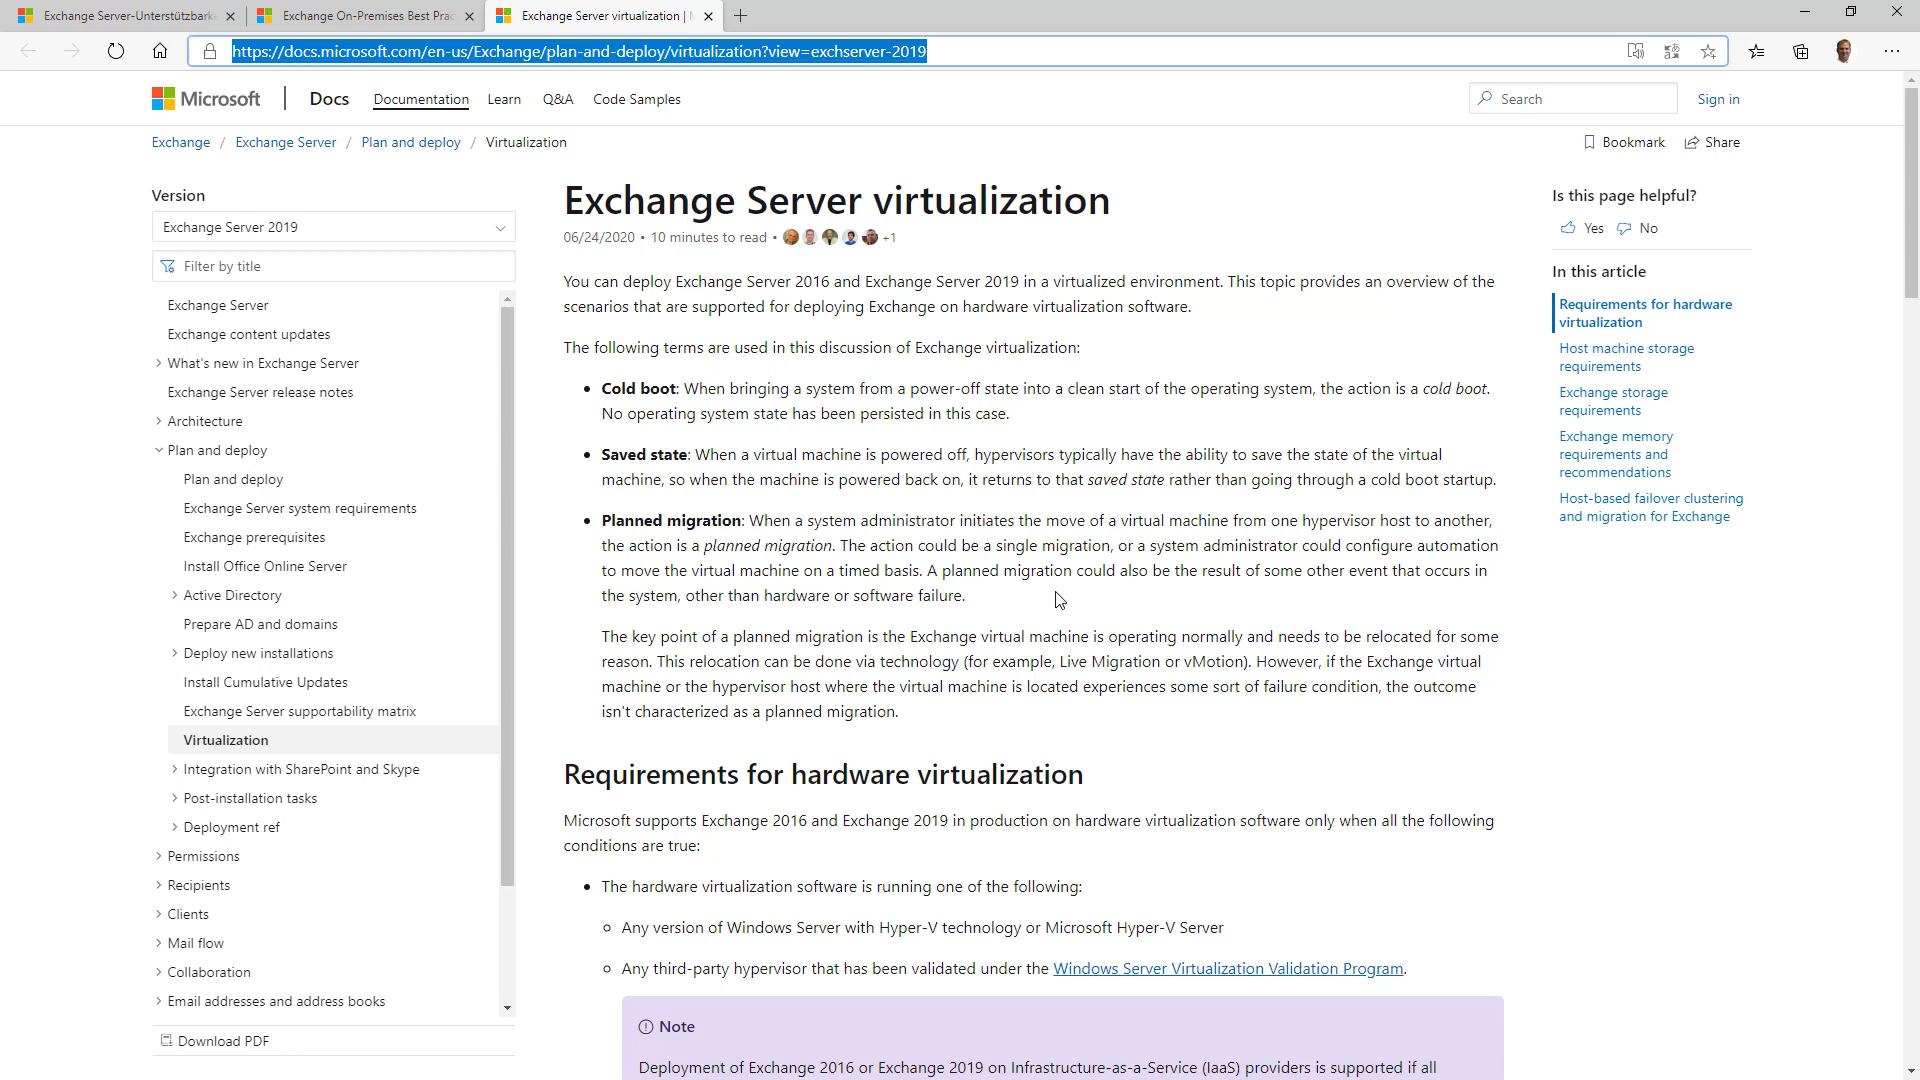 Exchange Server-Unterstützbark
Exchange On-Premises Best Prac
Exchange Server virtualization |
https://docs.microsoft.com/en-us/Exchange/plan-and-deploy/virtualization?view=exchserver-2019
Microsoft Docs Documentation Learn Q&A Code Samples Search Sign in
Exchange / Exchange Server / Plan and deploy / Virtualization
Bookmark Share
Version
Exchange Server 2019
Filter by title
Exchange Server
Exchange content updates
What's new in Exchange Server
Exchange Server release notes
Architecture
Plan and deploy
Plan and deploy
Exchange Server system requirements
Exchange prerequisites
Install Office Online Server
Active Directory
Prepare AD and domains
Deploy new installations
Install Cumulative Updates
Exchange Server supportability matrix
Virtualization
Integration with SharePoint and Skype
Post-installation tasks
Deployment ref
Permissions
Recipients
Clients
Mail flow
Collaboration
Email addresses and address books
Download PDF
Exchange Server virtualization
06/24/2020 • 10 minutes to read • +1
You can deploy Exchange Server 2016 and Exchange Server 2019 in a virtualized environment. This topic provides an overview of the
scenarios that are supported for deploying Exchange on hardware virtualization software.
The following terms are used in this discussion of Exchange virtualization:
• Cold boot: When bringing a system from a power-off state into a clean start of the operating system, the action is a cold boot.
No operating system state has been persisted in this case.
• Saved state: When a virtual machine is powered off, hypervisors typically have the ability to save the state of the virtual
machine, so when the machine is powered back on, it returns to that saved state rather than going through a cold boot startup.
• Planned migration: When a system administrator initiates the move of a virtual machine from one hypervisor host to another,
the action is a planned migration. The action could be a single migration, or a system administrator could configure automation
to move the virtual machine on a timed basis. A planned migration could also be the result of some other event that occurs in
the system, other than hardware or software failure.
The key point of a planned migration is the Exchange virtual machine is operating normally and needs to be relocated for some
reason. This relocation can be done via technology (for example, Live Migration or vMotion). However, if the Exchange virtual
machine or the hypervisor host where the virtual machine is located experiences some sort of failure condition, the outcome
isn't characterized as a planned migration.
Requirements for hardware virtualization
Microsoft supports Exchange 2016 and Exchange 2019 in production on hardware virtualization software only when all the following
conditions are true:
• The hardware virtualization software is running one of the following:
Any version of Windows Server with Hyper-V technology or Microsoft Hyper-V Server
Any third-party hypervisor that has been validated under the Windows Server Virtualization Validation Program.
Note
Deployment of Exchange 2016 or Exchange 2019 on Infrastructure-as-a-Service (IaaS) providers is supported if all
Is this page helpful?
Yes No
In this article
Requirements for hardware
virtualization
Host machine storage
requirements
Exchange storage
requirements
Exchange memory
requirements and
recommendations
Host-based failover clustering
and migration for Exchange